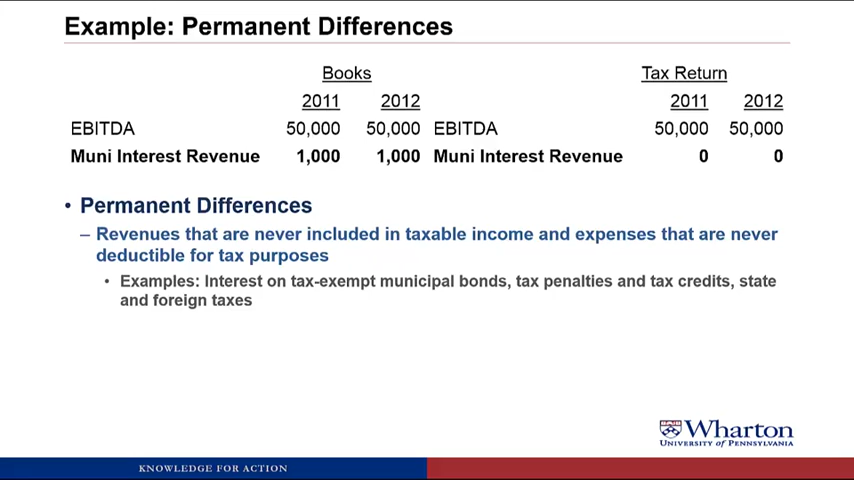 Example: Permanent Differences
Books Tax Return
2011 2012 2011 2012
EBITDA 50,000 50,000 EBITDA 50,000 50,000
Muni Interest Revenue 1,000 1,000 Muni Interest Revenue 0 0
• Permanent Differences
– Revenues that are never included in taxable income and expenses that are never
deductible for tax purposes
• Examples: Interest on tax-exempt municipal bonds, tax penalties and tax credits, state
and foreign taxes
Wharton
UNIVERSITY of PENNSYLVANIA
KNOWLEDGE FOR ACTION